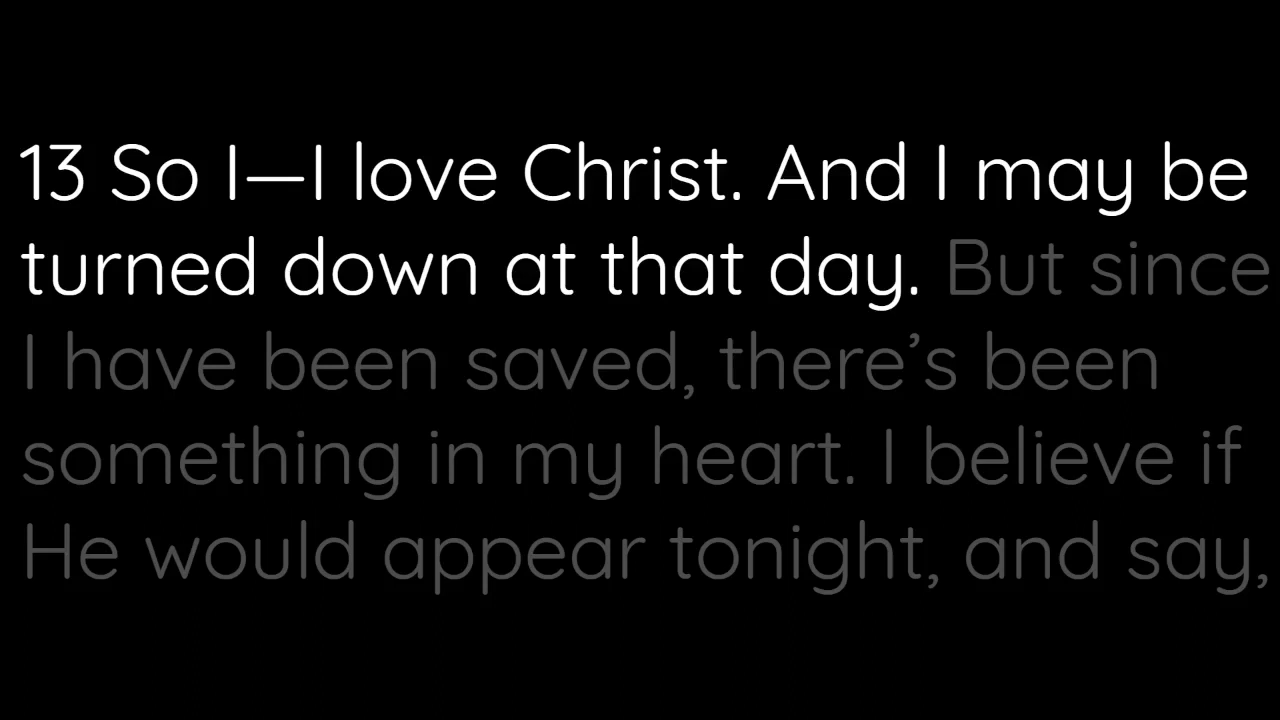 13 So I—I love Christ. And I may be
turned down at that day. But since
I have been saved, there’s been
something in my heart. I believe if
He would appear tonight, and say,